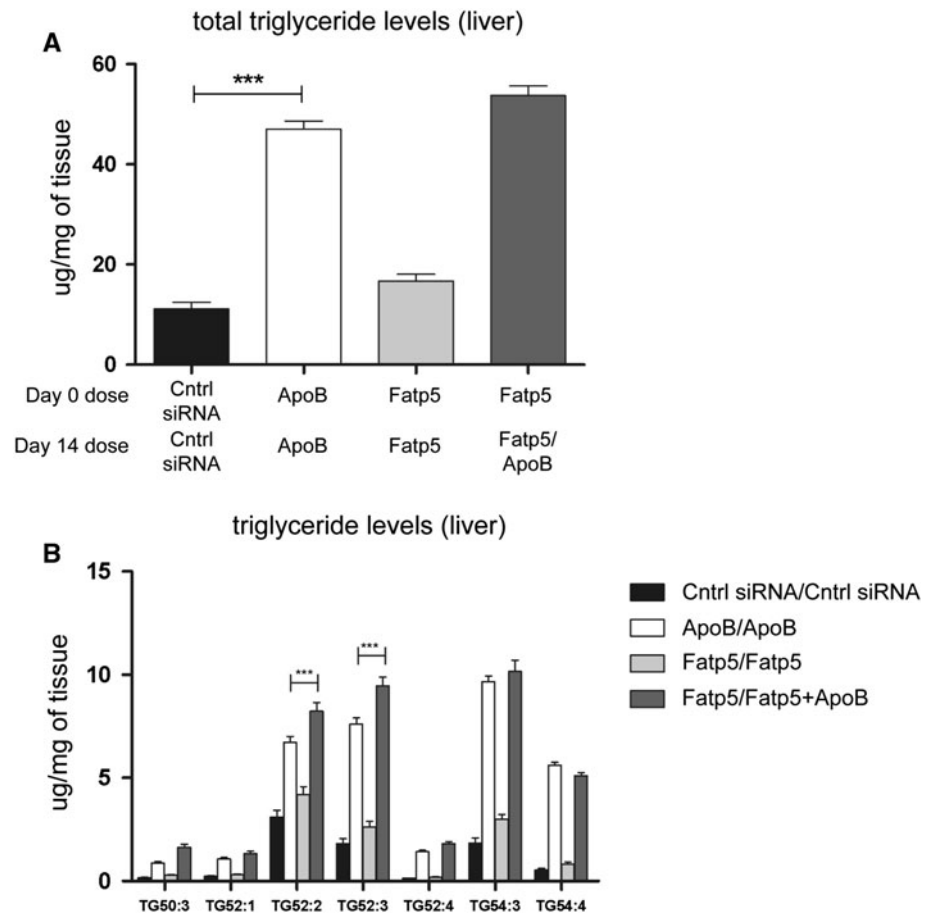 total triglyceride levels (liver)
A
***
60
40
20
0
ug/mg of tissue
Cntrl
siRNA
Day 0 dose
ApoB
Fatp5
Fatp5
Cntrl
siRNA
Day 14 dose
ApoB
Fatp5
Fatp5/
ApoB
triglyceride levels (liver)
B
15
10
5
0
ug/mg of tissue
***
***
Cntrl siRNA/Cntrl siRNA
ApoB/ApoB
Fatp5/Fatp5
Fatp5/Fatp5+ApoB
TG50:3 TG52:1 TG52:2 TG52:3 TG52:4 TG54:3 TG54:4